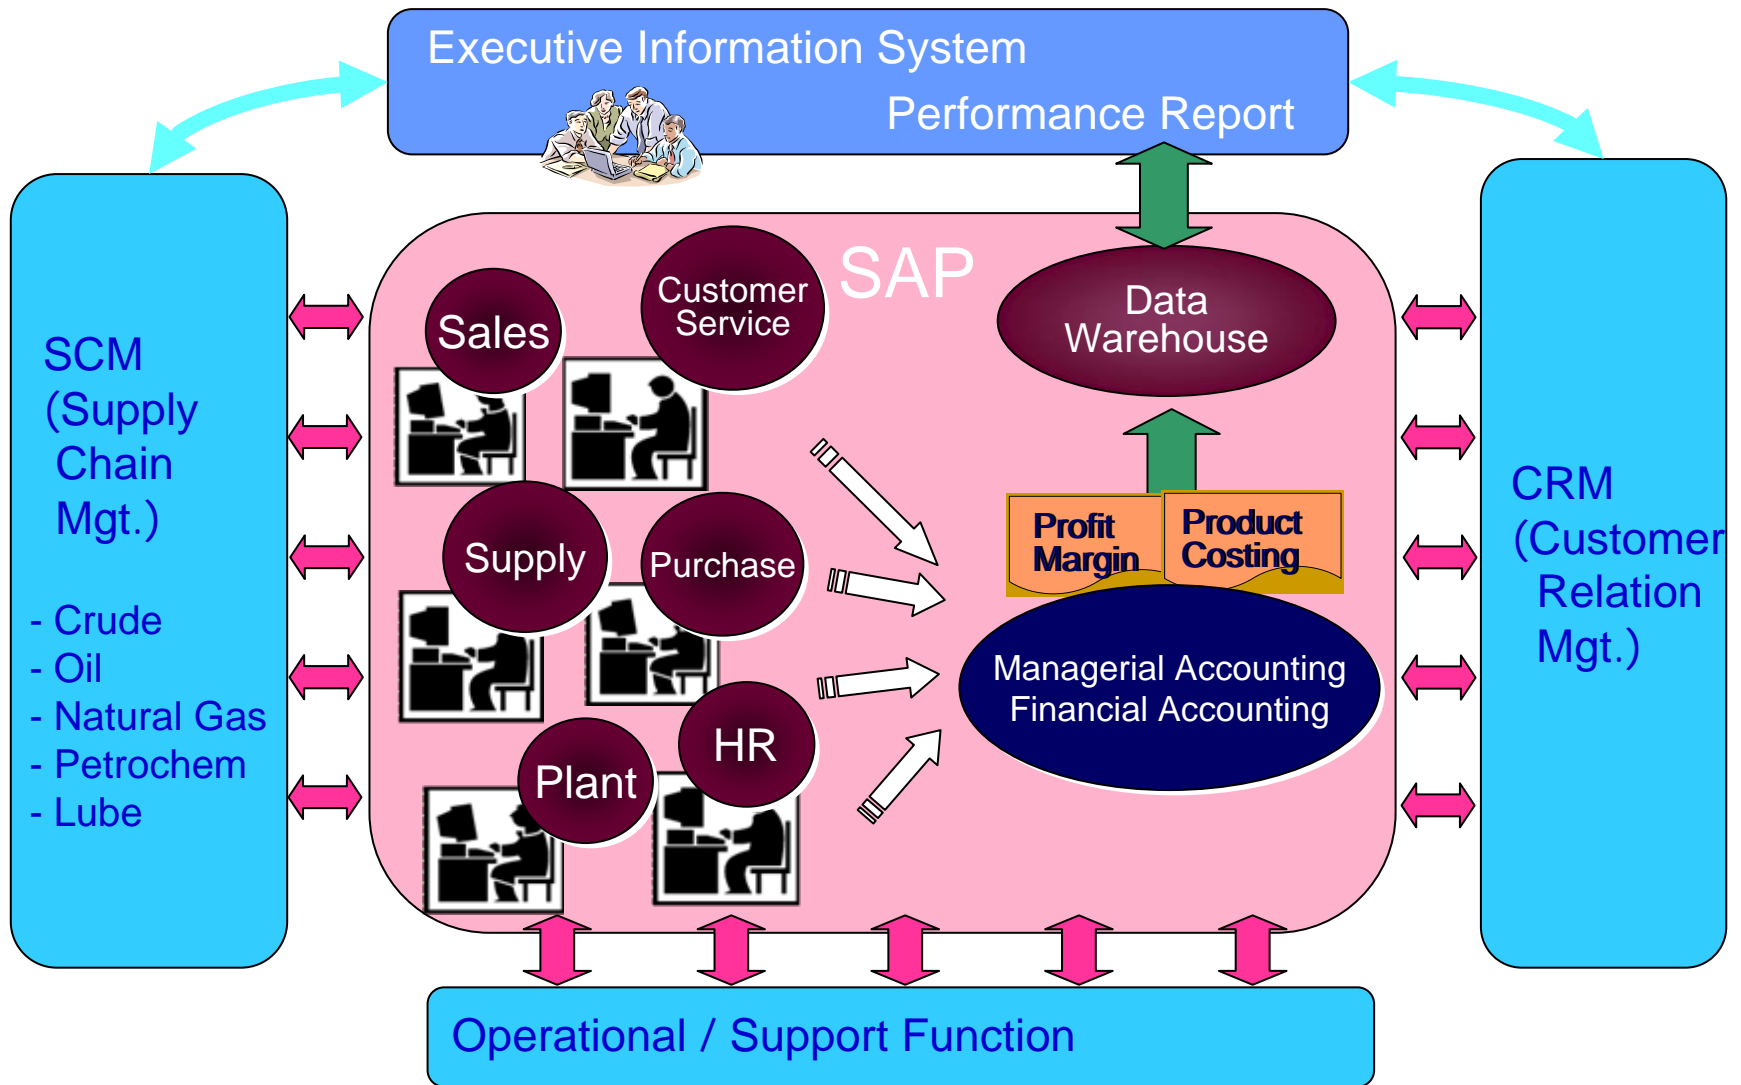 Executive Information System
Performance Report
SCM
(Supply
Chain
Mgt.)
- Crude
- Oil
- Natural Gas
- Petrochem
- Lube
SAP
Sales
Customer
Service
Supply
Purchase
Plant
HR
Data
Warehouse
Profit
Margin
Product
Costing
Managerial Accounting
Financial Accounting
CRM
(Customer
Relation
Mgt.)
Operational / Support Function